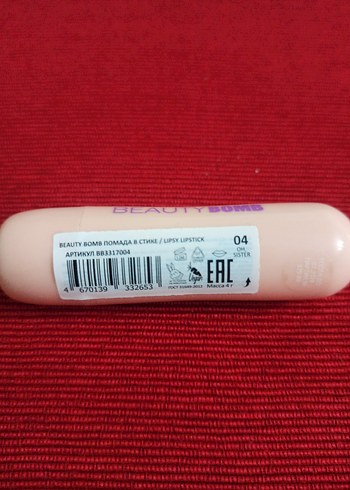 BEAUTY BOMB
BEAUTY BOMB ПОМАДА В СТИКЕ / LIPSY LIPSTICK
АРТИКУЛ BB3317004
04
OH,
SISTER
4 670139 332653
EAC
Масса 4 г